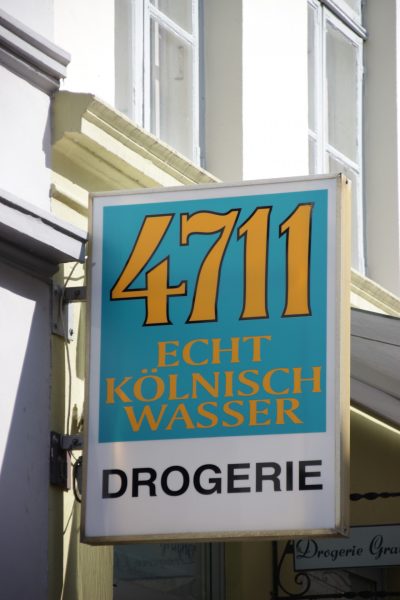 4711
ECHT
KÖLNISCH
WASSER
DROGERIE
Drogerie